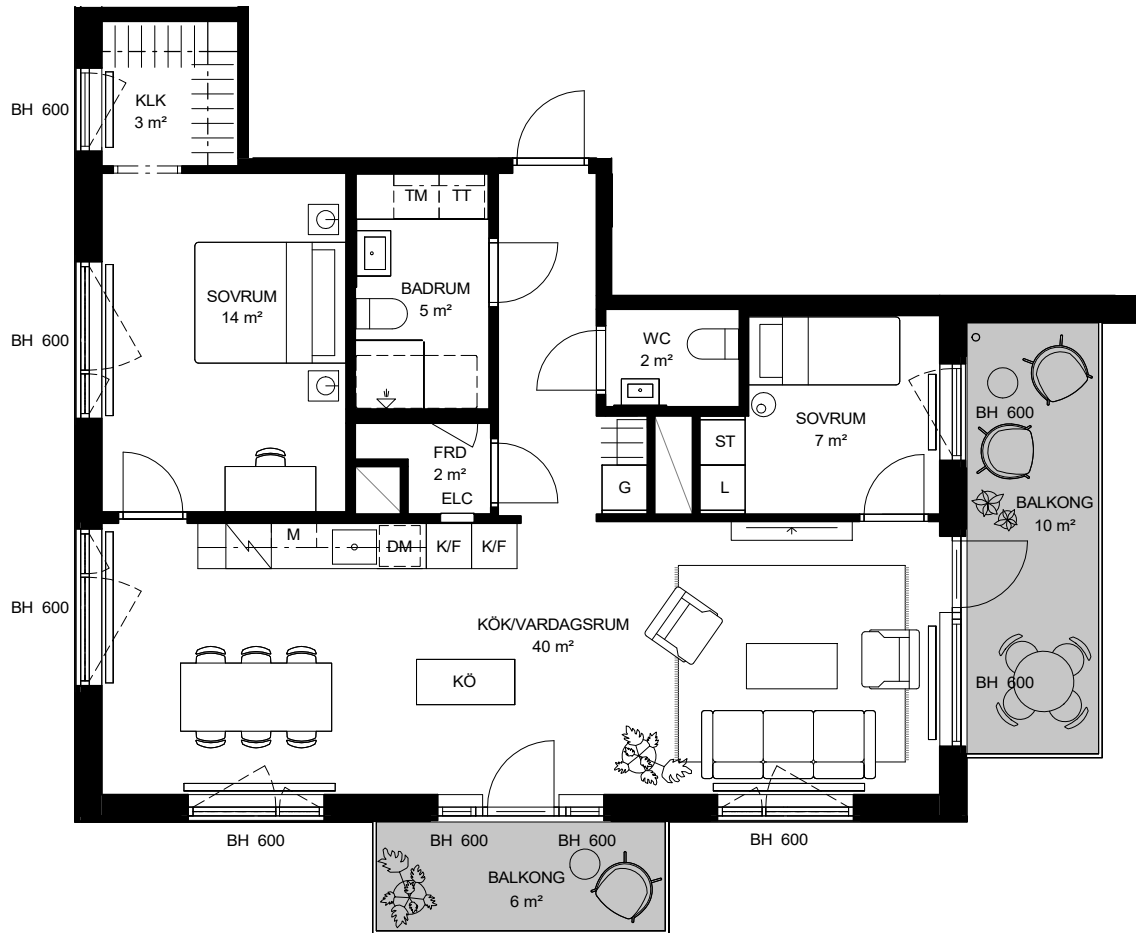 BH 600
KLK
3 m²
TM
TT
SOVRUM
14 m²
BADRUM
5 m²
BH 600
WC
2 m²
SOVRUM
7 m²
BH 600
FRD
2 m²
ELC
ST
L
G
BALKONG
10 m²
M
DM
K/F
K/F
BH 600
KÖK/VARDAGSRUM
40 m²
KÖ
BH 600
BH 600
BH 600
BH 600
BH 600
BALKONG
6 m²